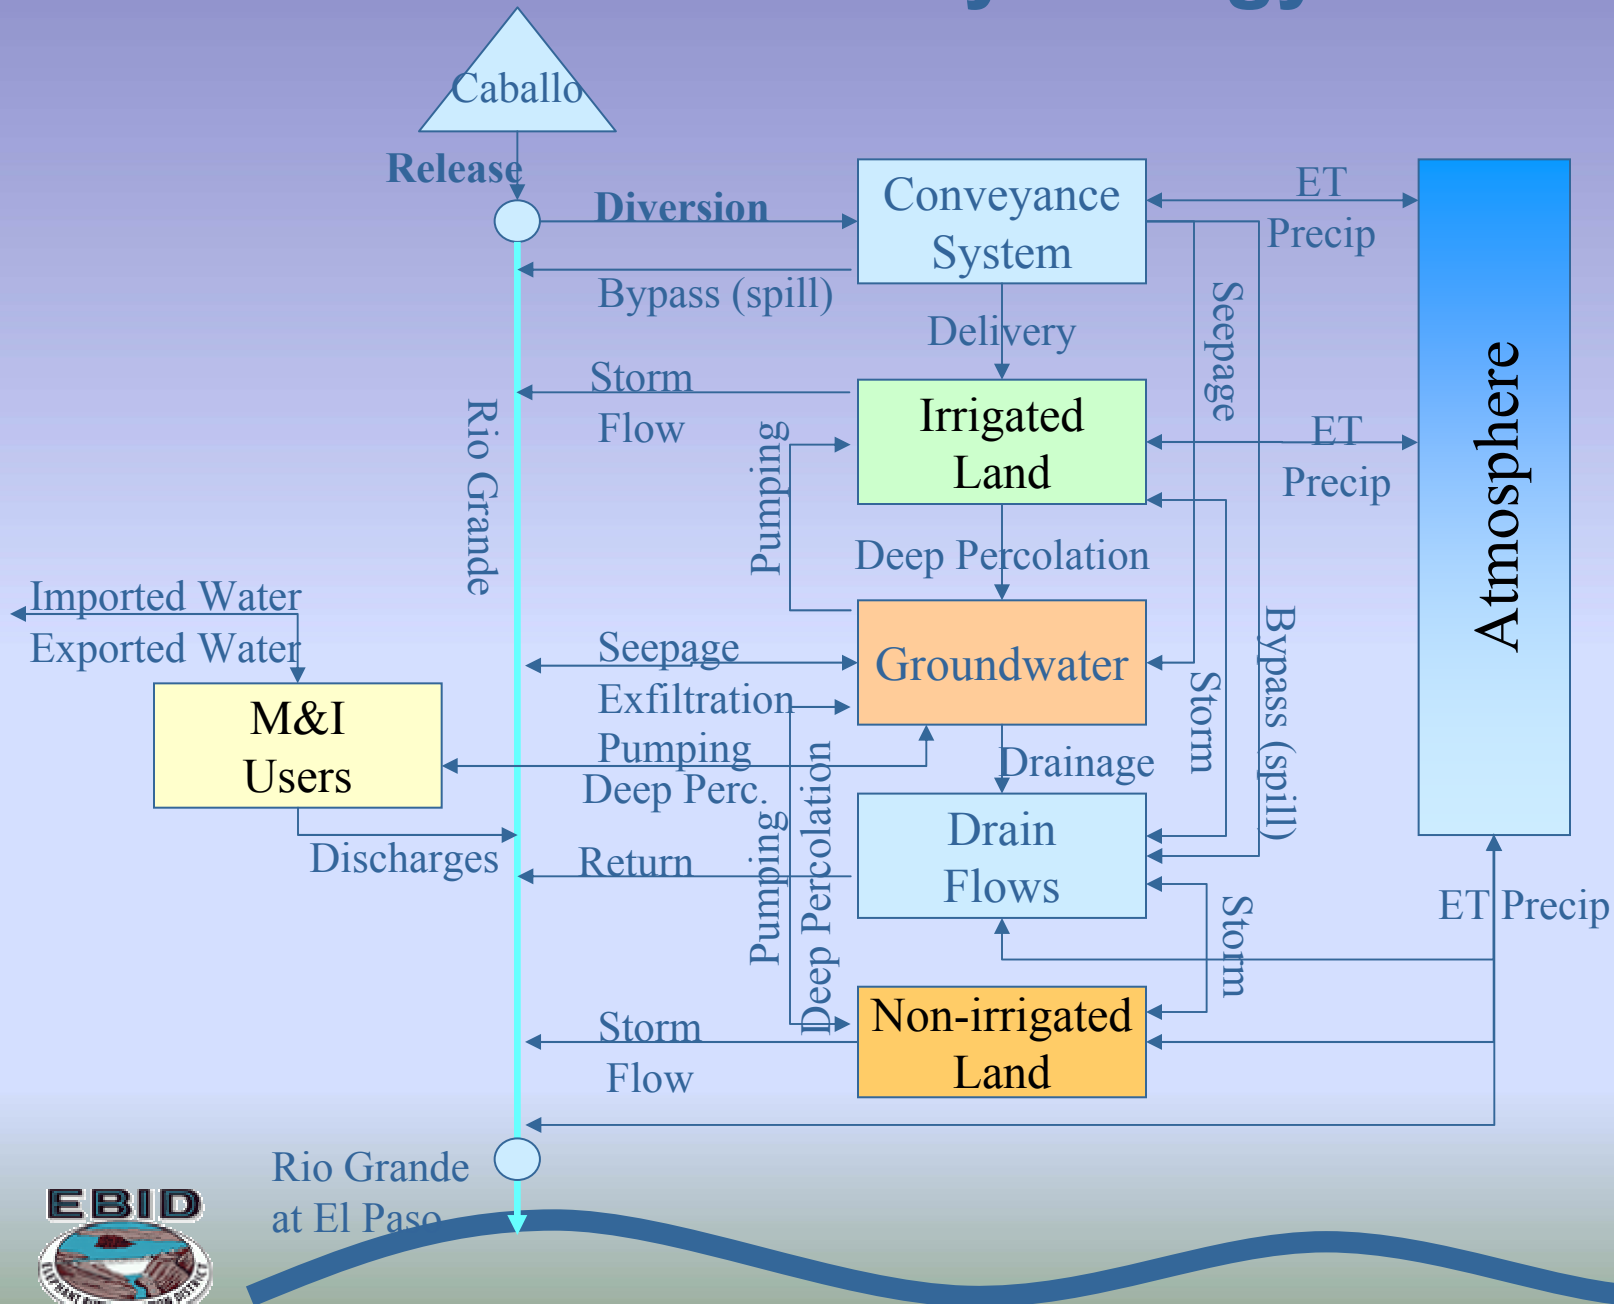 Caballo
Release
Diversion
Conveyance
System
ET
Precip
Bypass (spill)
Delivery
Seepage
Storm
Flow
Rio Grande
Irrigated
Land
ET
Precip
Pumping
Atmosphere
Deep Percolation
Imported Water
Exported Water
Seepage
Exfiltration
Groundwater
Storm
Bypass (spill)
M&I
Users
Pumping
Deep Perc.
Drainage
Discharges
Return
Pumping
Deep Percolation
Drain
Flows
Storm
ET Precip
Storm
Flow
Non-irrigated
Land
Rio Grande
at El Paso
EBID